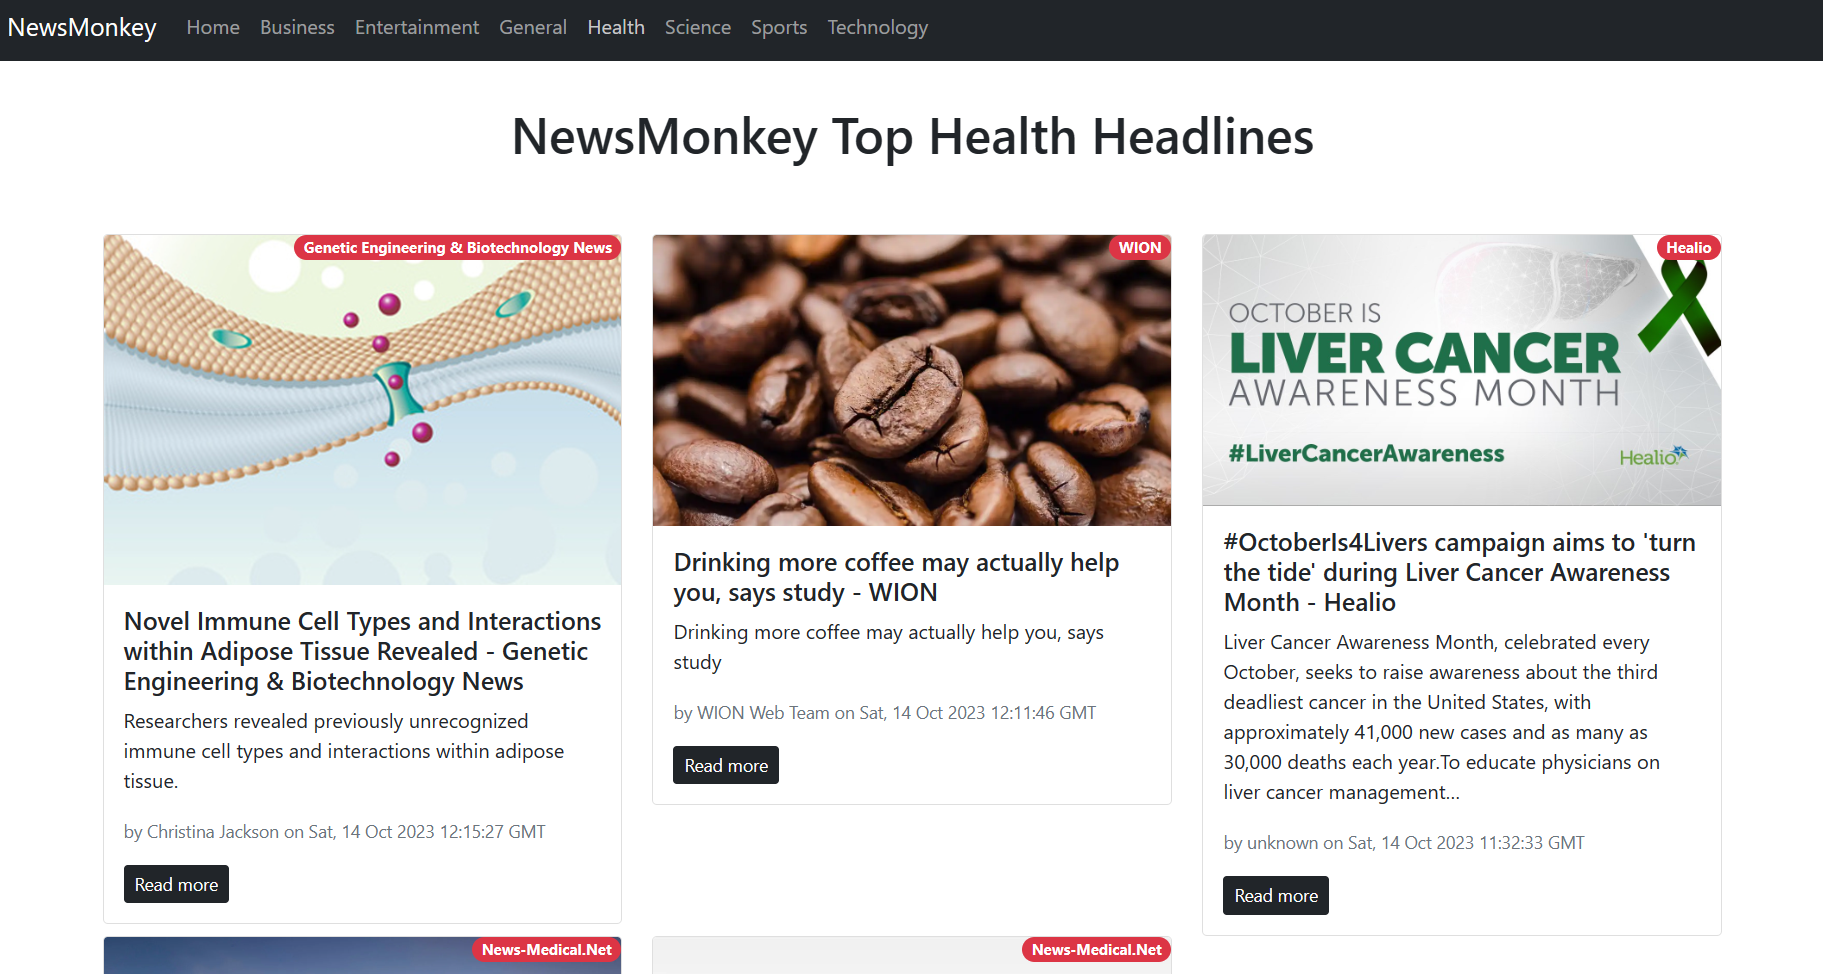 NewsMonkey Home Business Entertainment General Health Science Sports Technology
NewsMonkey Top Health Headlines
Genetic Engineering & Biotechnology News
Novel Immune Cell Types and Interactions
within Adipose Tissue Revealed - Genetic
Engineering & Biotechnology News
Researchers revealed previously unrecognized
immune cell types and interactions within adipose
tissue.
by Christina Jackson on Sat, 14 Oct 2023 12:15:27 GMT
Read more
WION
Drinking more coffee may actually help
you, says study - WION
Drinking more coffee may actually help you, says
study
by WION Web Team on Sat, 14 Oct 2023 12:11:46 GMT
Read more
Healio
OCTOBER IS
LIVER CANCER
AWARENESS MONTH
#LiverCancerAwareness
Healio
#OctoberIs4Livers campaign aims to 'turn
the tide' during Liver Cancer Awareness
Month - Healio
Liver Cancer Awareness Month, celebrated every
October, seeks to raise awareness about the third
deadliest cancer in the United States, with
approximately 41,000 new cases and as many as
30,000 deaths each year.To educate physicians on
liver cancer management…
by unknown on Sat, 14 Oct 2023 11:32:33 GMT
Read more
News-Medical.Net
News-Medical.Net